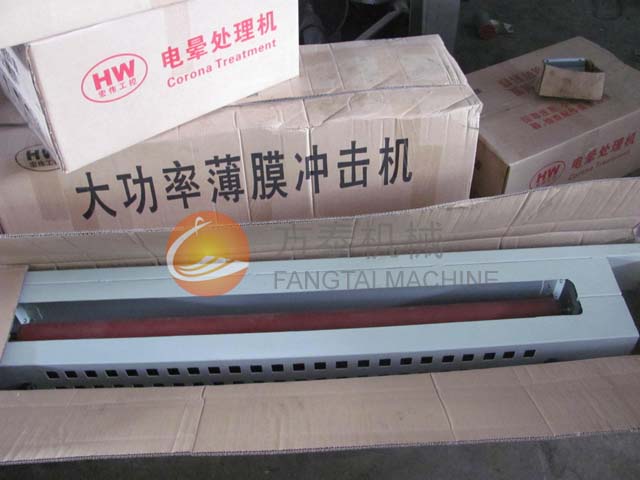 HW
宏伟工控
电晕处理机
Corona Treatment
HW
大功率薄膜冲击机
HW
电晕处理机
方泰机械
FANGTAI MACHINE